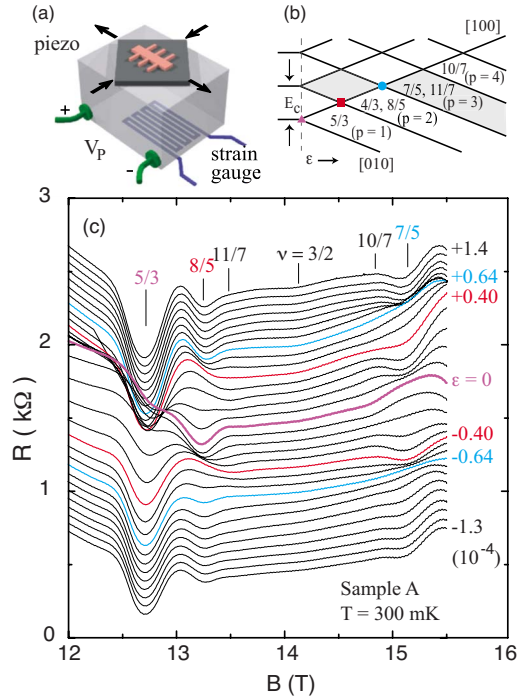 (a)
piezo
+
V_P
-
strain
gauge
(b)
[100]
10/7
(p = 4)
7/5, 11/7
(p = 3)
4/3, 8/5
(p = 2)
5/3
(p = 1)
E_c
ε →
[010]
(c)
3
2
1
0
R ( kΩ )
5/3
8/5
11/7
ν = 3/2
10/7
7/5
+1.4
+0.64
+0.40
ε = 0
-0.40
-0.64
-1.3
(10^-4)
Sample A
T = 300 mK
12 13 14 15 16
B (T)